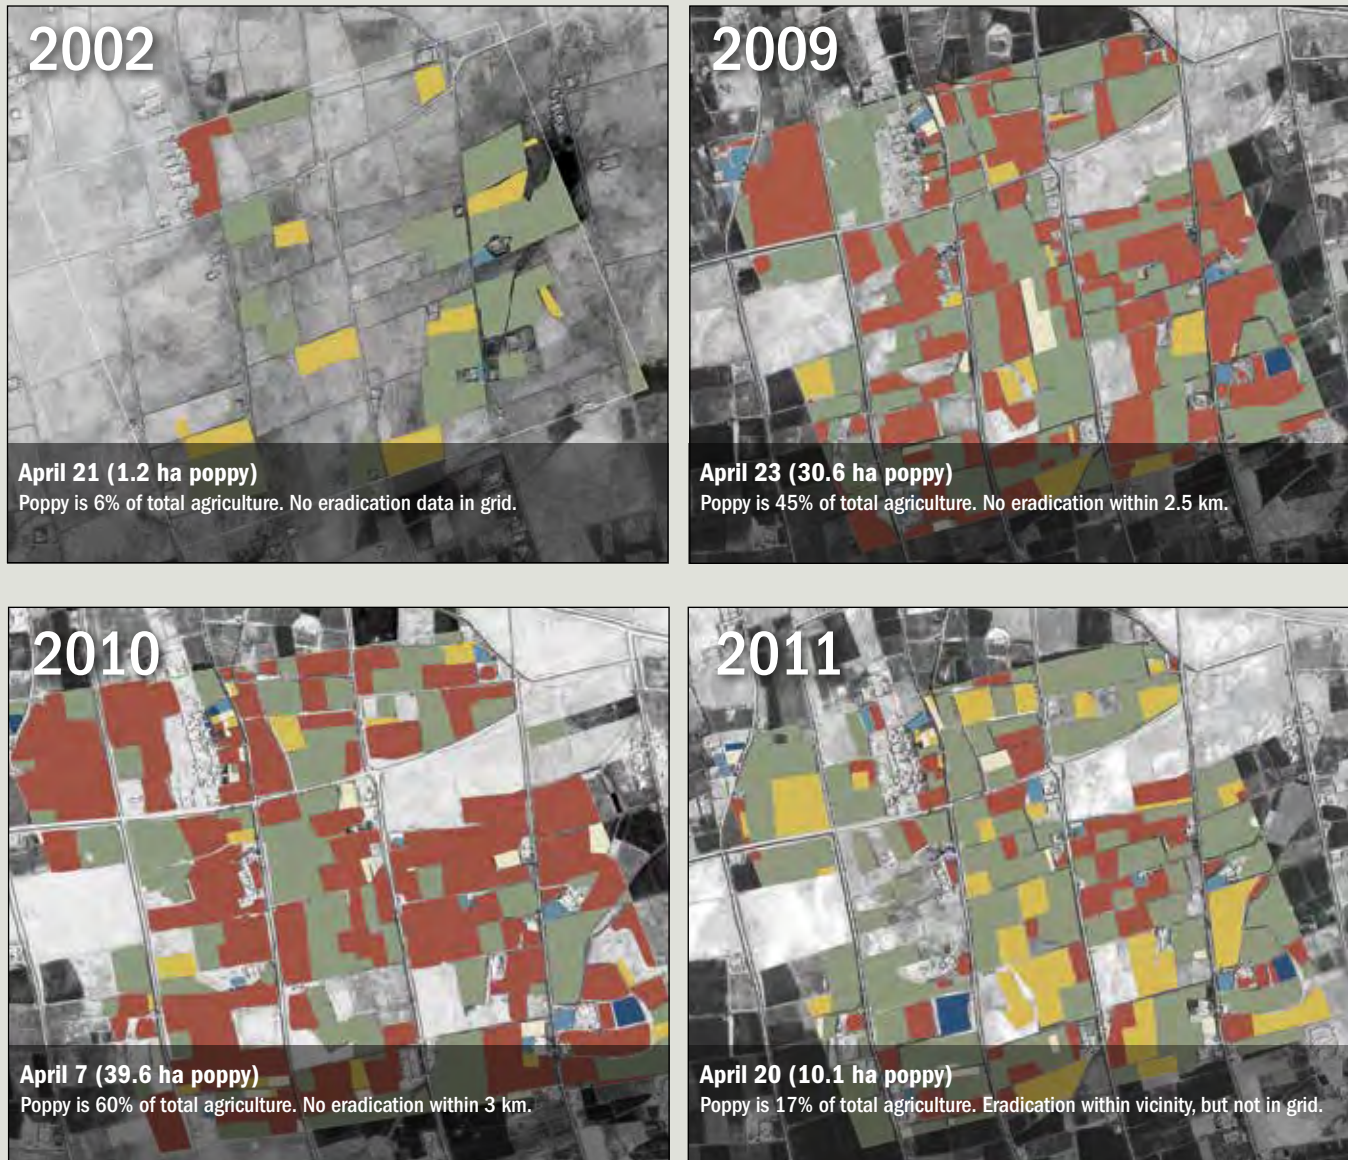 2002
April 21 (1.2 ha poppy)
Poppy is 6% of total agriculture. No eradication data in grid.
2009
April 23 (30.6 ha poppy)
Poppy is 45% of total agriculture. No eradication within 2.5 km.
2010
April 7 (39.6 ha poppy)
Poppy is 60% of total agriculture. No eradication within 3 km.
2011
April 20 (10.1 ha poppy)
Poppy is 17% of total agriculture. Eradication within vicinity, but not in grid.